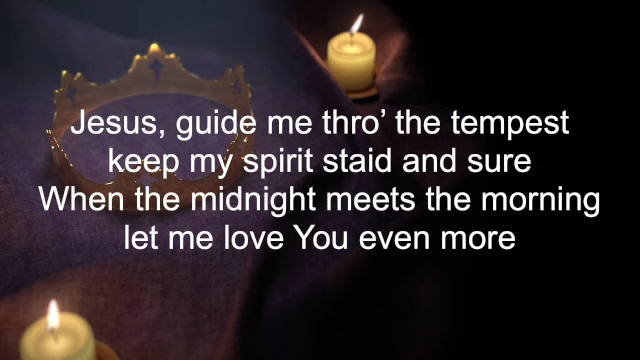 Jesus, guide me thro’ the tempest
keep my spirit staid and sure
When the midnight meets the morning
let me love You even more